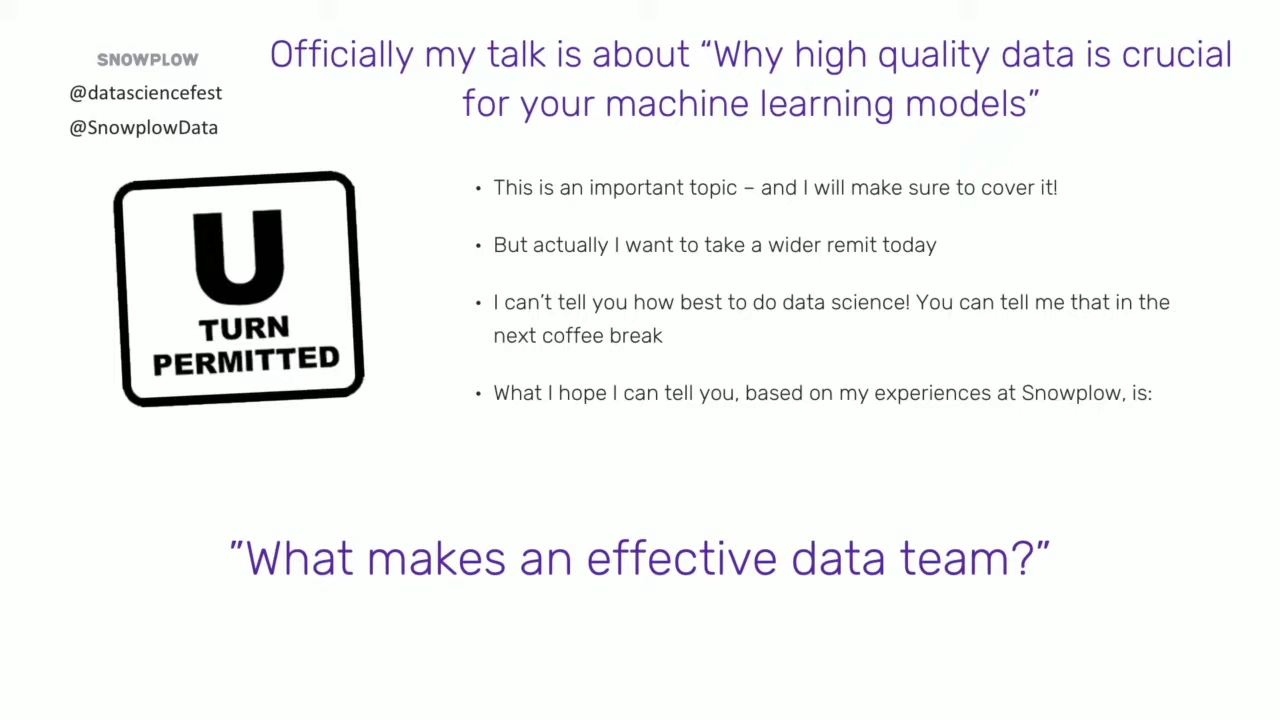 SNOWPLOW
@datasciencefest
@SnowplowData
Officially my talk is about “Why high quality data is crucial
for your machine learning models”
U
TURN
PERMITTED
• This is an important topic – and I will make sure to cover it!
• But actually I want to take a wider remit today
• I can’t tell you how best to do data science! You can tell me that in the
next coffee break
• What I hope I can tell you, based on my experiences at Snowplow, is:
”What makes an effective data team?”